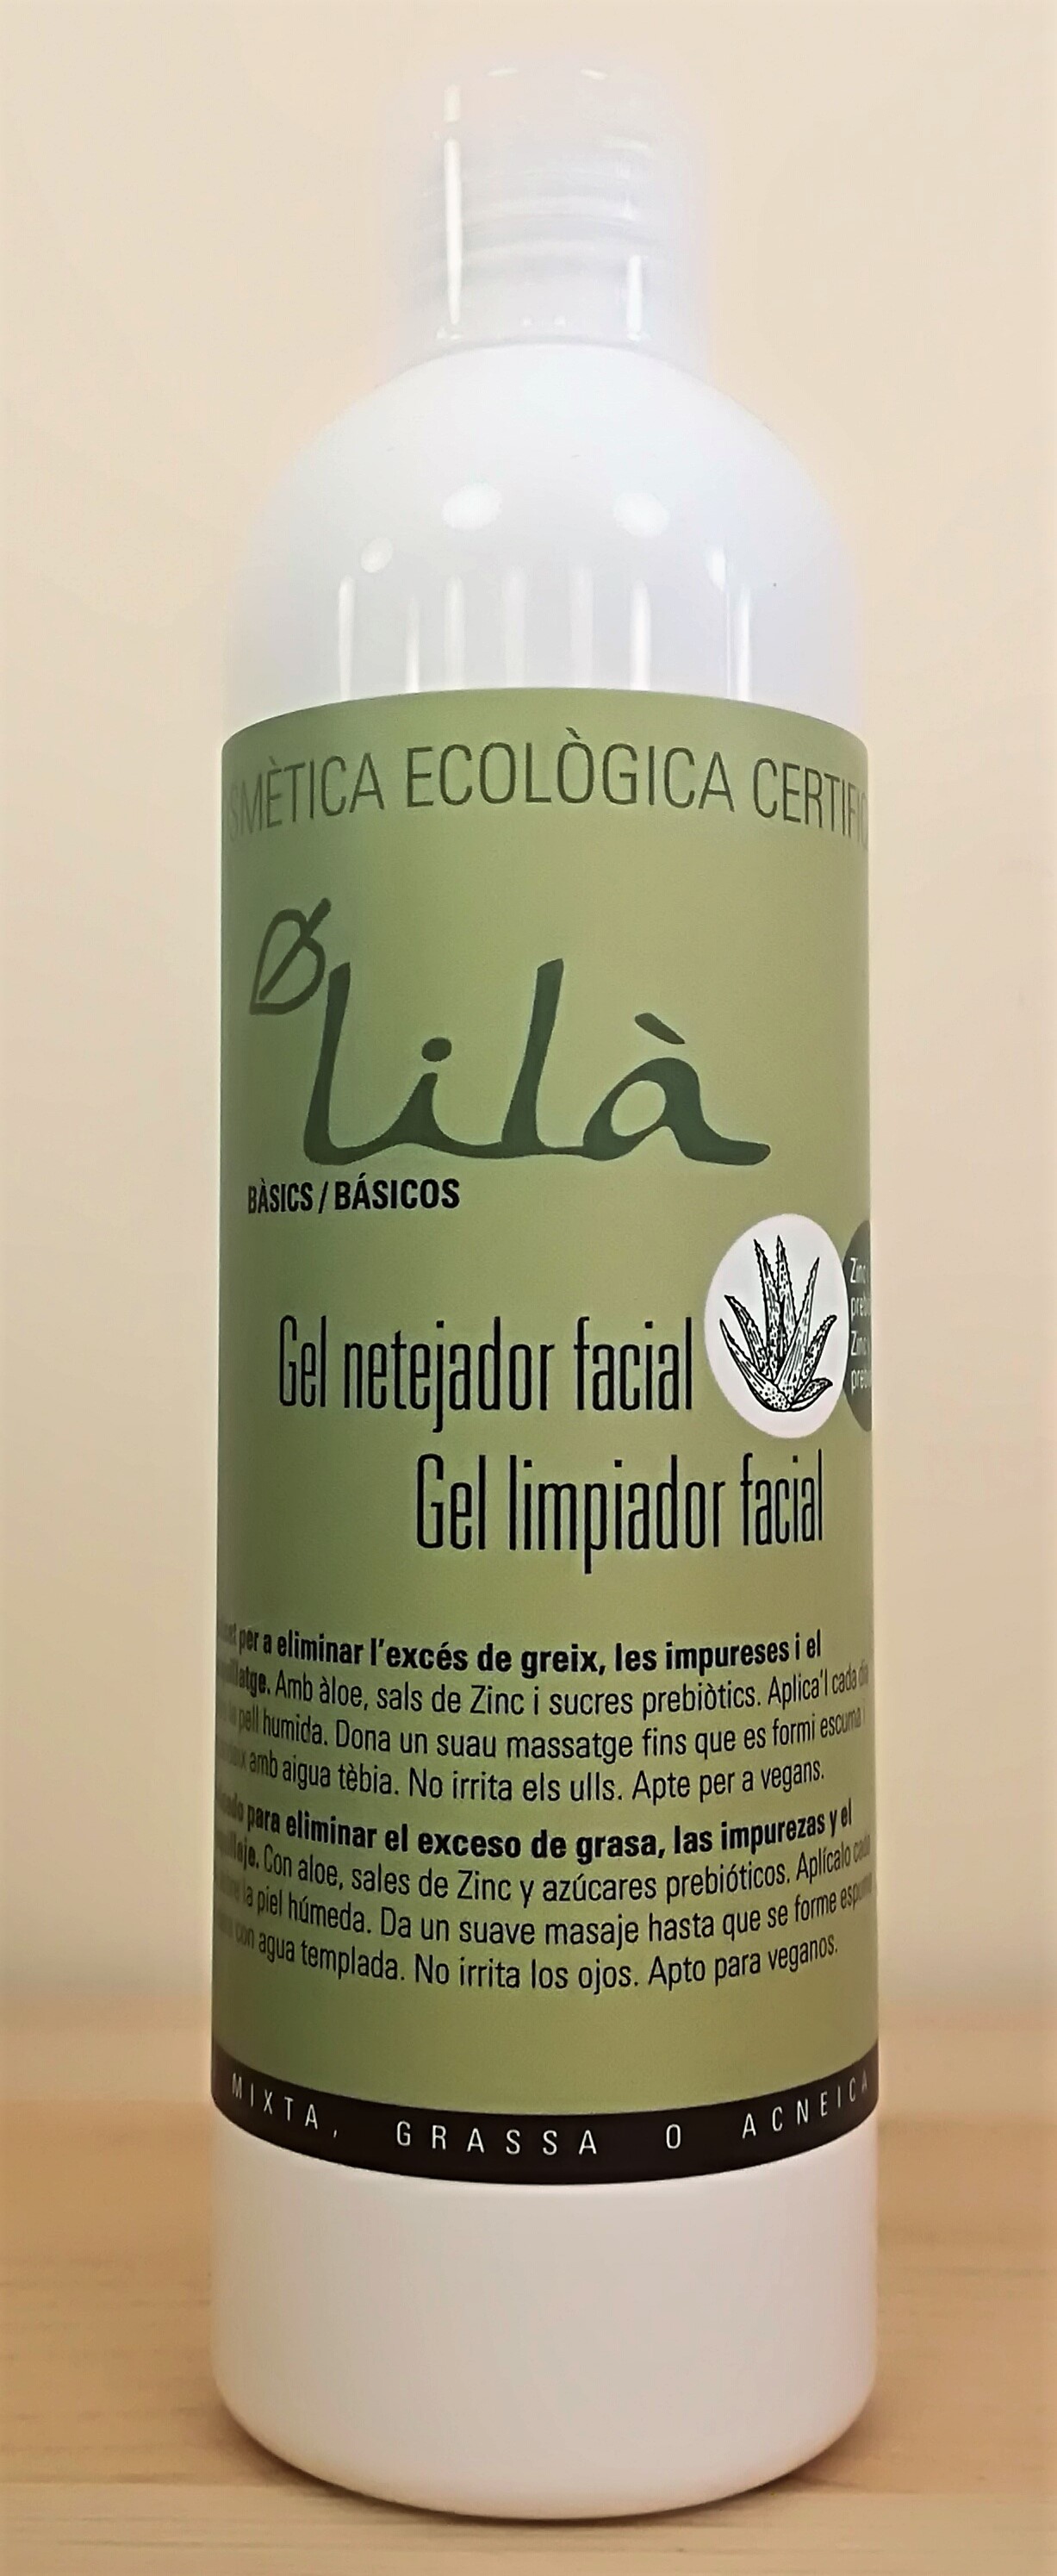 COSMÈTICA ECOLÒGICA CERTIFIC
lilà
BÀSICS / BÁSICOS
Zinc
Zinc
Gel netejador facial
Gel limpiador facial
per a eliminar l'excés de greix, les impureses i el
Amb àloe, sals de Zinc i sucres prebiòtics. Aplica'l cada
pell humida. Dona un suau massatge fins que es formi escuma i
amb aigua tèbia. No irrita els ulls. Apte per a vegans.
para eliminar el exceso de grasa, las impurezas y el
Con aloe, sales de Zinc y azúcares prebióticos. Aplícalo
la piel húmeda. Da un suave masaje hasta que se forme
con agua templada. No irrita los ojos. Apto para veganos.
MIXTA, GRASSA O ACNEICA